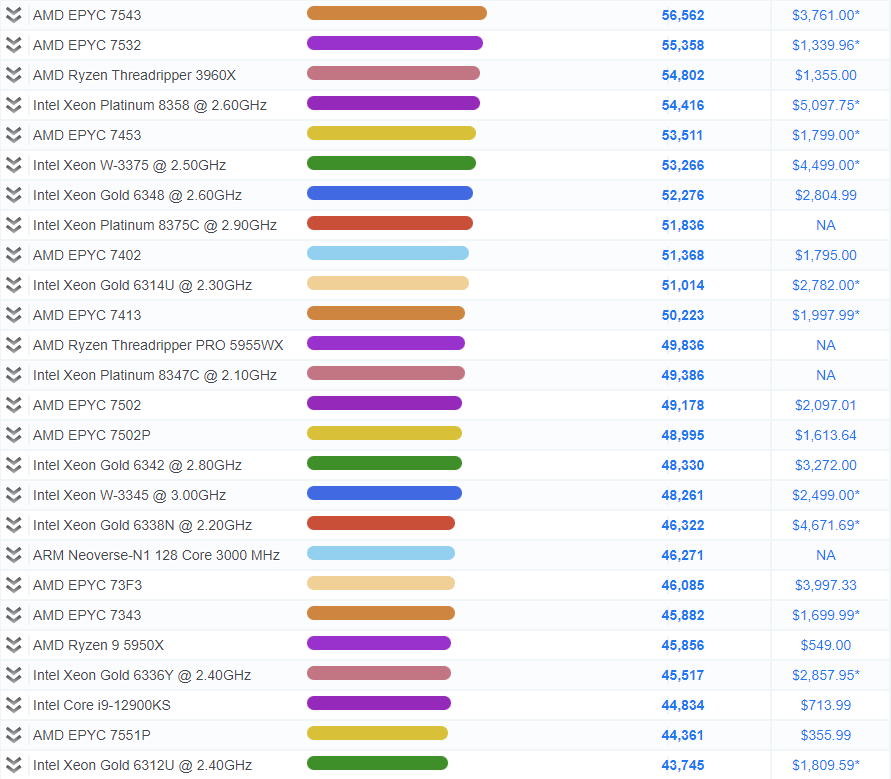 AMD EPYC 7543 56,562 $3,761.00*
AMD EPYC 7532 55,358 $1,339.96*
AMD Ryzen Threadripper 3960X 54,802 $1,355.00
Intel Xeon Platinum 8358 @ 2.60GHz 54,416 $5,097.75*
AMD EPYC 7453 53,511 $1,799.00*
Intel Xeon W-3375 @ 2.50GHz 53,266 $4,499.00*
Intel Xeon Gold 6348 @ 2.60GHz 52,276 $2,804.99
Intel Xeon Platinum 8375C @ 2.90GHz 51,836 NA
AMD EPYC 7402 51,368 $1,795.00
Intel Xeon Gold 6314U @ 2.30GHz 51,014 $2,782.00*
AMD EPYC 7413 50,223 $1,997.99*
AMD Ryzen Threadripper PRO 5955WX 49,836 NA
Intel Xeon Platinum 8347C @ 2.10GHz 49,386 NA
AMD EPYC 7502 49,178 $2,097.01
AMD EPYC 7502P 48,995 $1,613.64
Intel Xeon Gold 6342 @ 2.80GHz 48,330 $3,272.00
Intel Xeon W-3345 @ 3.00GHz 48,261 $2,499.00*
Intel Xeon Gold 6338N @ 2.20GHz 46,322 $4,671.69*
ARM Neoverse-N1 128 Core 3000 MHz 46,271 NA
AMD EPYC 73F3 46,085 $3,997.33
AMD EPYC 7343 45,882 $1,699.99*
AMD Ryzen 9 5950X 45,856 $549.00
Intel Xeon Gold 6336Y @ 2.40GHz 45,517 $2,857.95*
Intel Core i9-12900KS 44,834 $713.99
AMD EPYC 7551P 44,361 $355.99
Intel Xeon Gold 6312U @ 2.40GHz 43,745 $1,809.59*